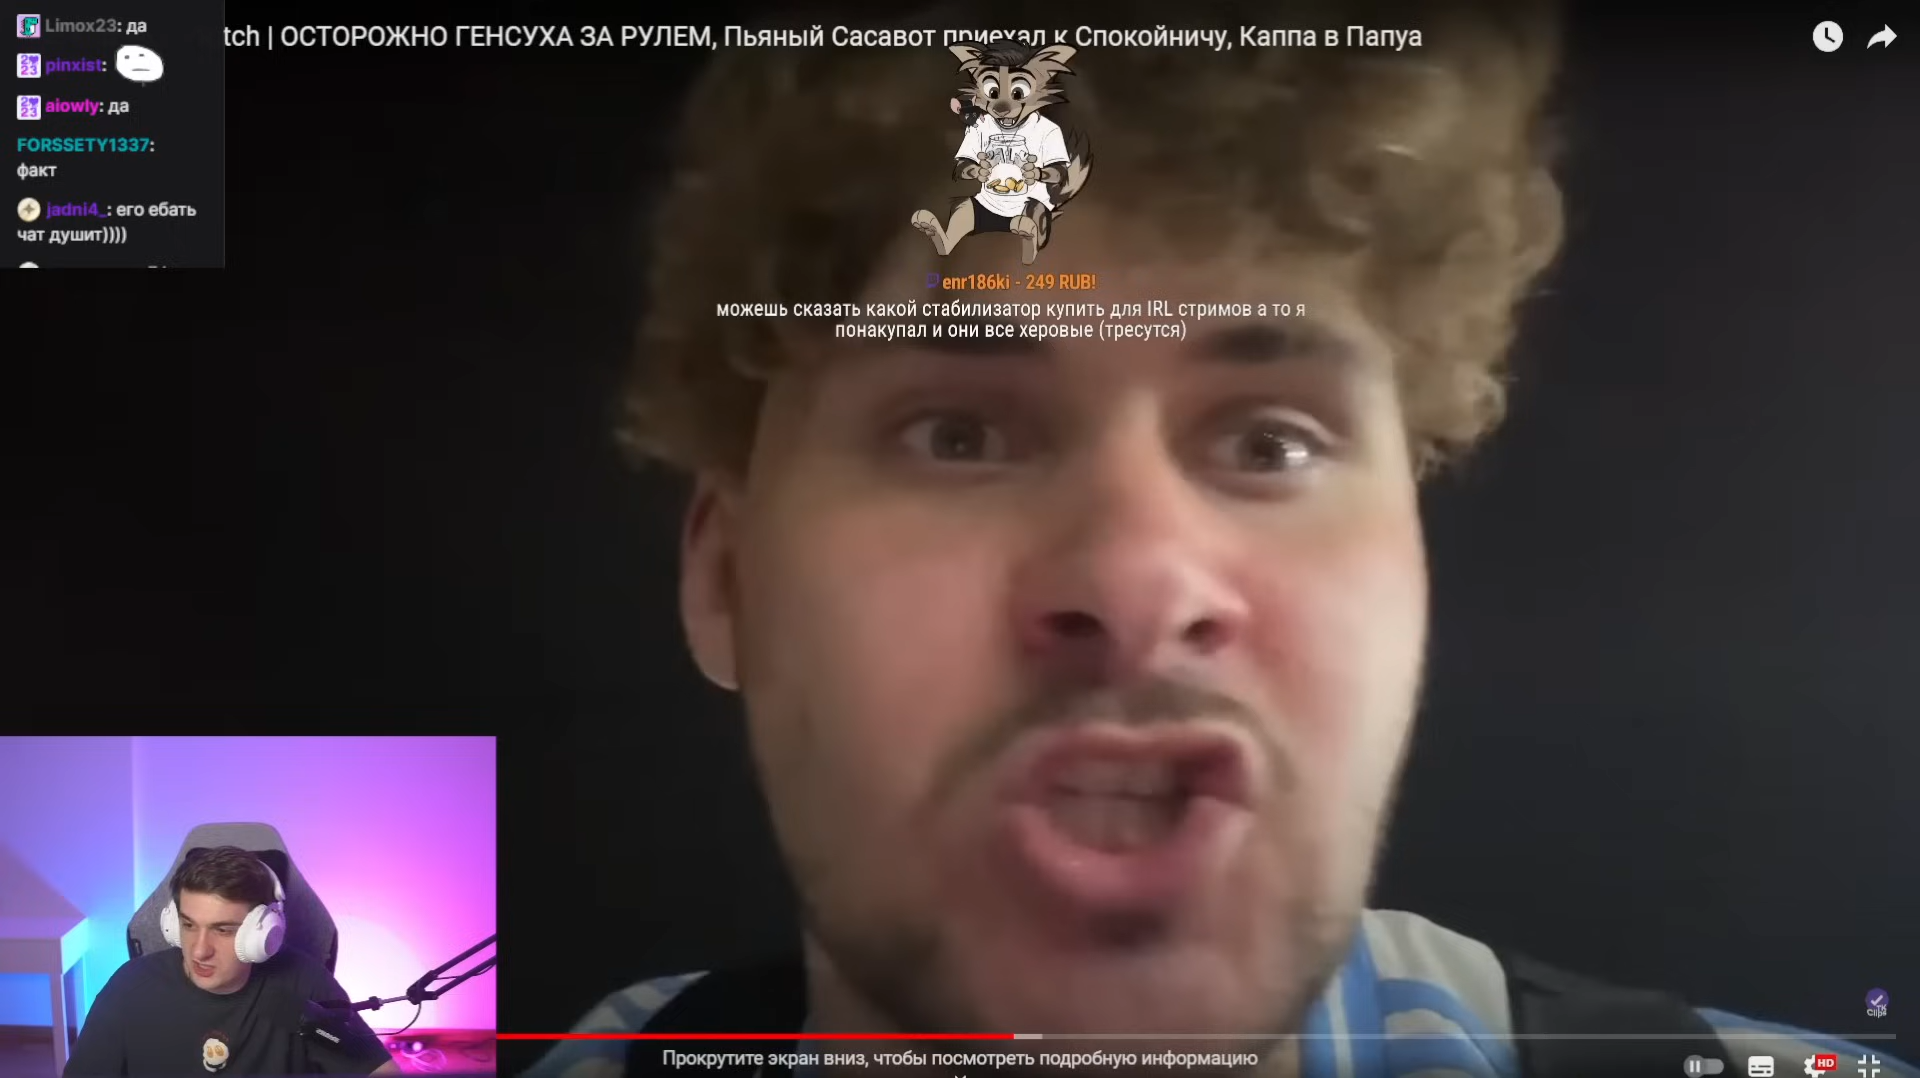 Limox23: да
tch | ОСТОРОЖНО ГЕНСУХА ЗА РУЛЕМ, Пьяный Сасавот приехал к Спокойничу, Каппа в Папуа
pinxist:
aiowly: да
FORSSETY1337:
факт
jadni4_: его ебать
чат душит))))
enr186ki - 249 RUB!
можешь сказать какой стабилизатор купить для IRL стримов а то я
понакупал и они все херовые (тресутся)
Прокрутите экран вниз, чтобы посмотреть подробную информацию
HD